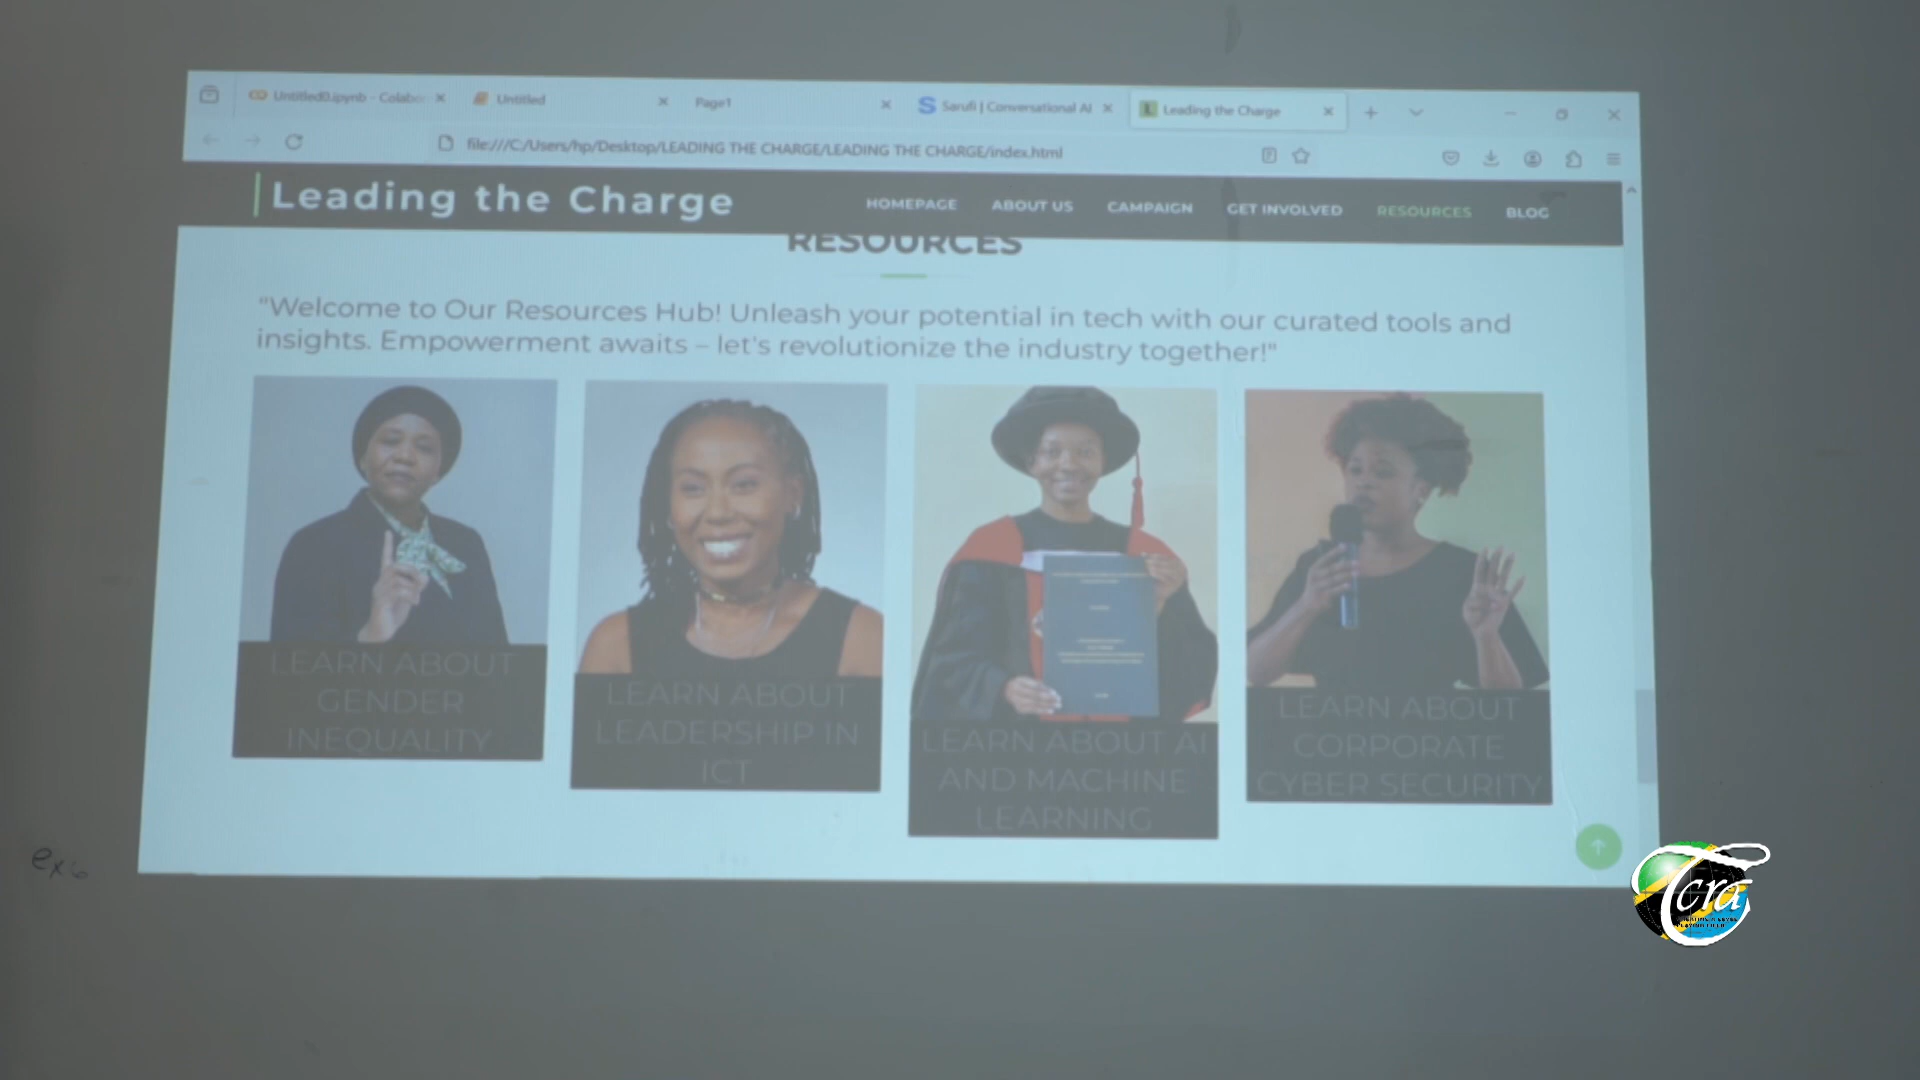 Untitled0.ipynb - Colabor
Untitled
Page1
Sarufi | Conversational AI
Leading the Charge
file:///C:/Users/hp/Desktop/LEADING THE CHARGE/LEADING THE CHARGE/index.html
Leading the Charge
HOMEPAGE
ABOUT US
CAMPAIGN
GET INVOLVED
RESOURCES
BLOG
RESOURCES
"Welcome to Our Resources Hub! Unleash your potential in tech with our curated tools and
insights. Empowerment awaits – let's revolutionize the industry together!"
LEARN ABOUT
GENDER
INEQUALITY
LEARN ABOUT
LEADERSHIP IN
ICT
LEARN ABOUT AI
AND MACHINE
LEARNING
LEARN ABOUT
CORPORATE
CYBER SECURITY
Tcra